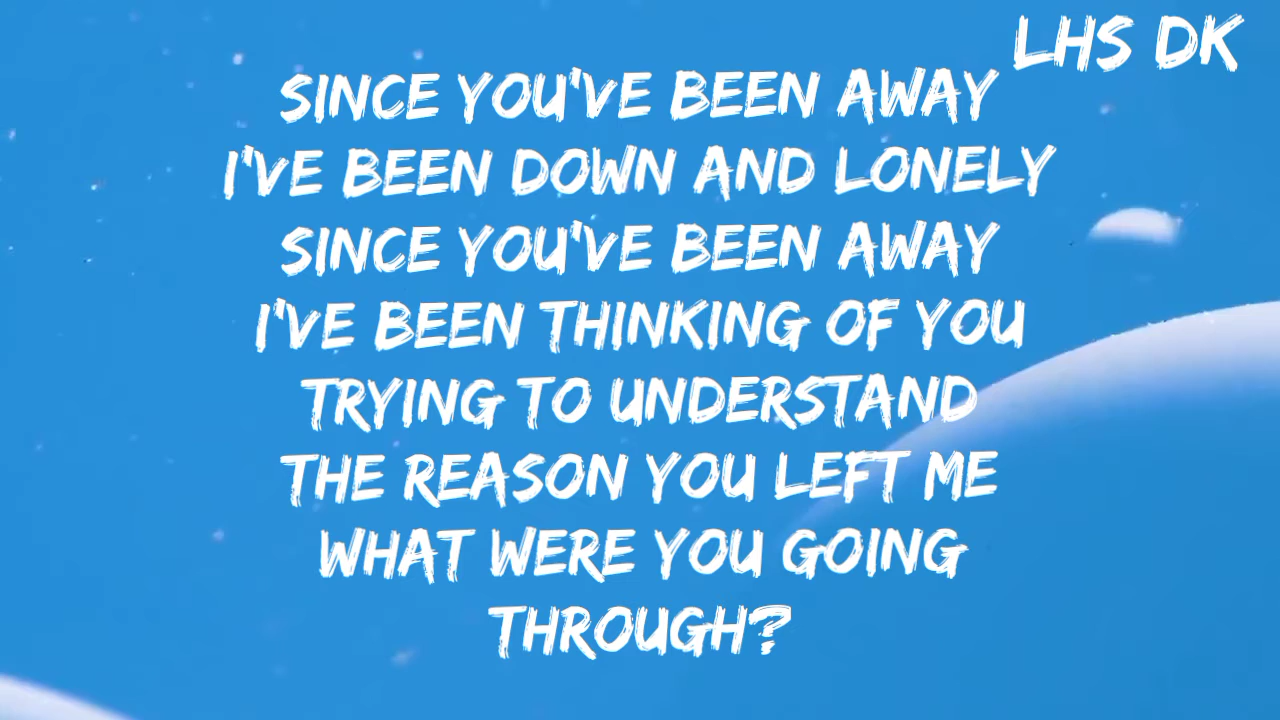 LHS DK
SINCE YOU'VE BEEN AWAY
I'VE BEEN DOWN AND LONELY
SINCE YOU'VE BEEN AWAY
I'VE BEEN THINKING OF YOU
TRYING TO UNDERSTAND
THE REASON YOU LEFT ME
WHAT WERE YOU GOING
THROUGH?